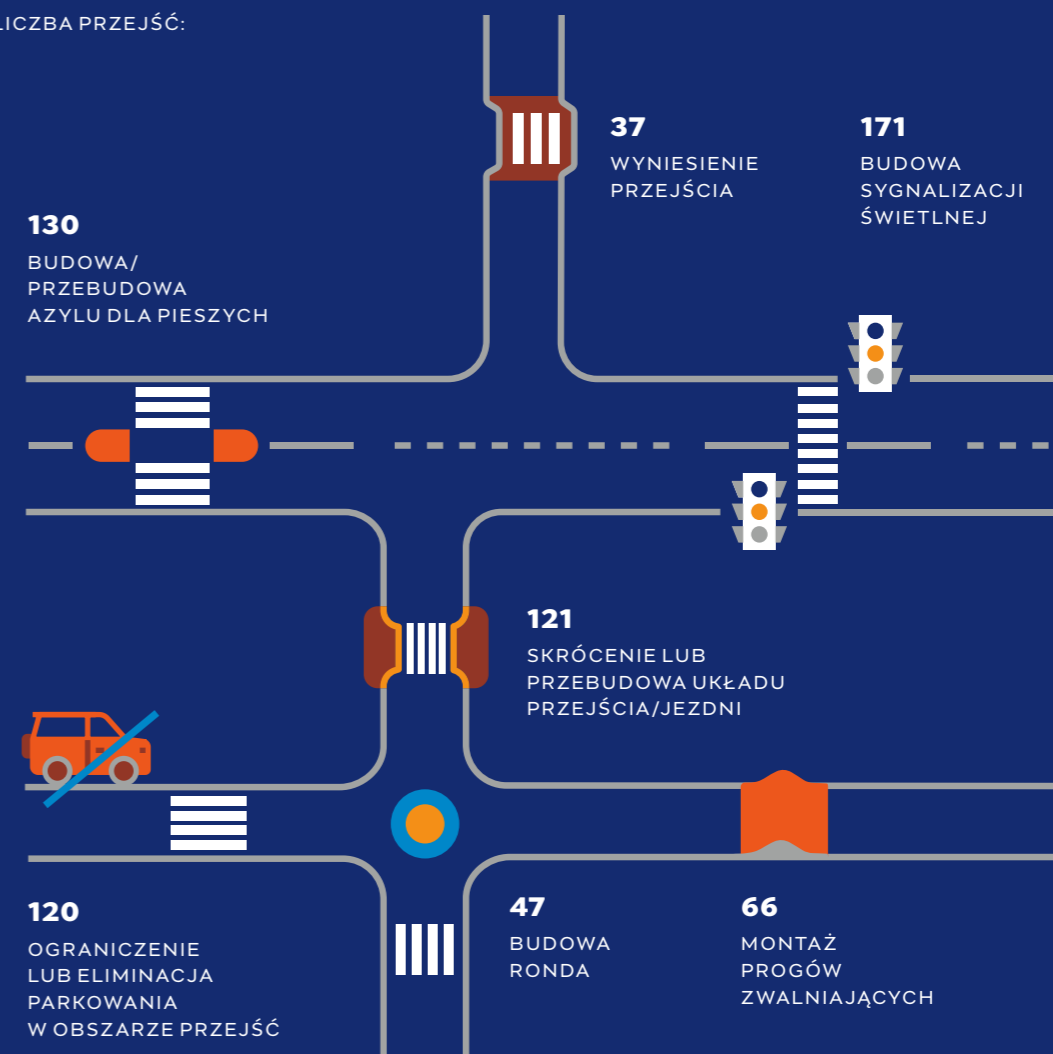 LICZBA PRZEJŚĆ:
37
WYNIESIENIE
PRZEJŚCIA
171
BUDOWA
SYGNALIZACJI
ŚWIETLNEJ
130
BUDOWA/
PRZEBUDOWA
AZYLU DLA PIESZYCH
121
SKRÓCENIE LUB
PRZEBUDOWA UKŁADU
PRZEJŚCIA/JEZDNI
120
OGRANICZENIE
LUB ELIMINACJA
PARKOWANIA
W OBSZARZE PRZEJŚĆ
47
BUDOWA
RONDA
66
MONTAŻ
PROGÓW
ZWALNIAJĄCYCH